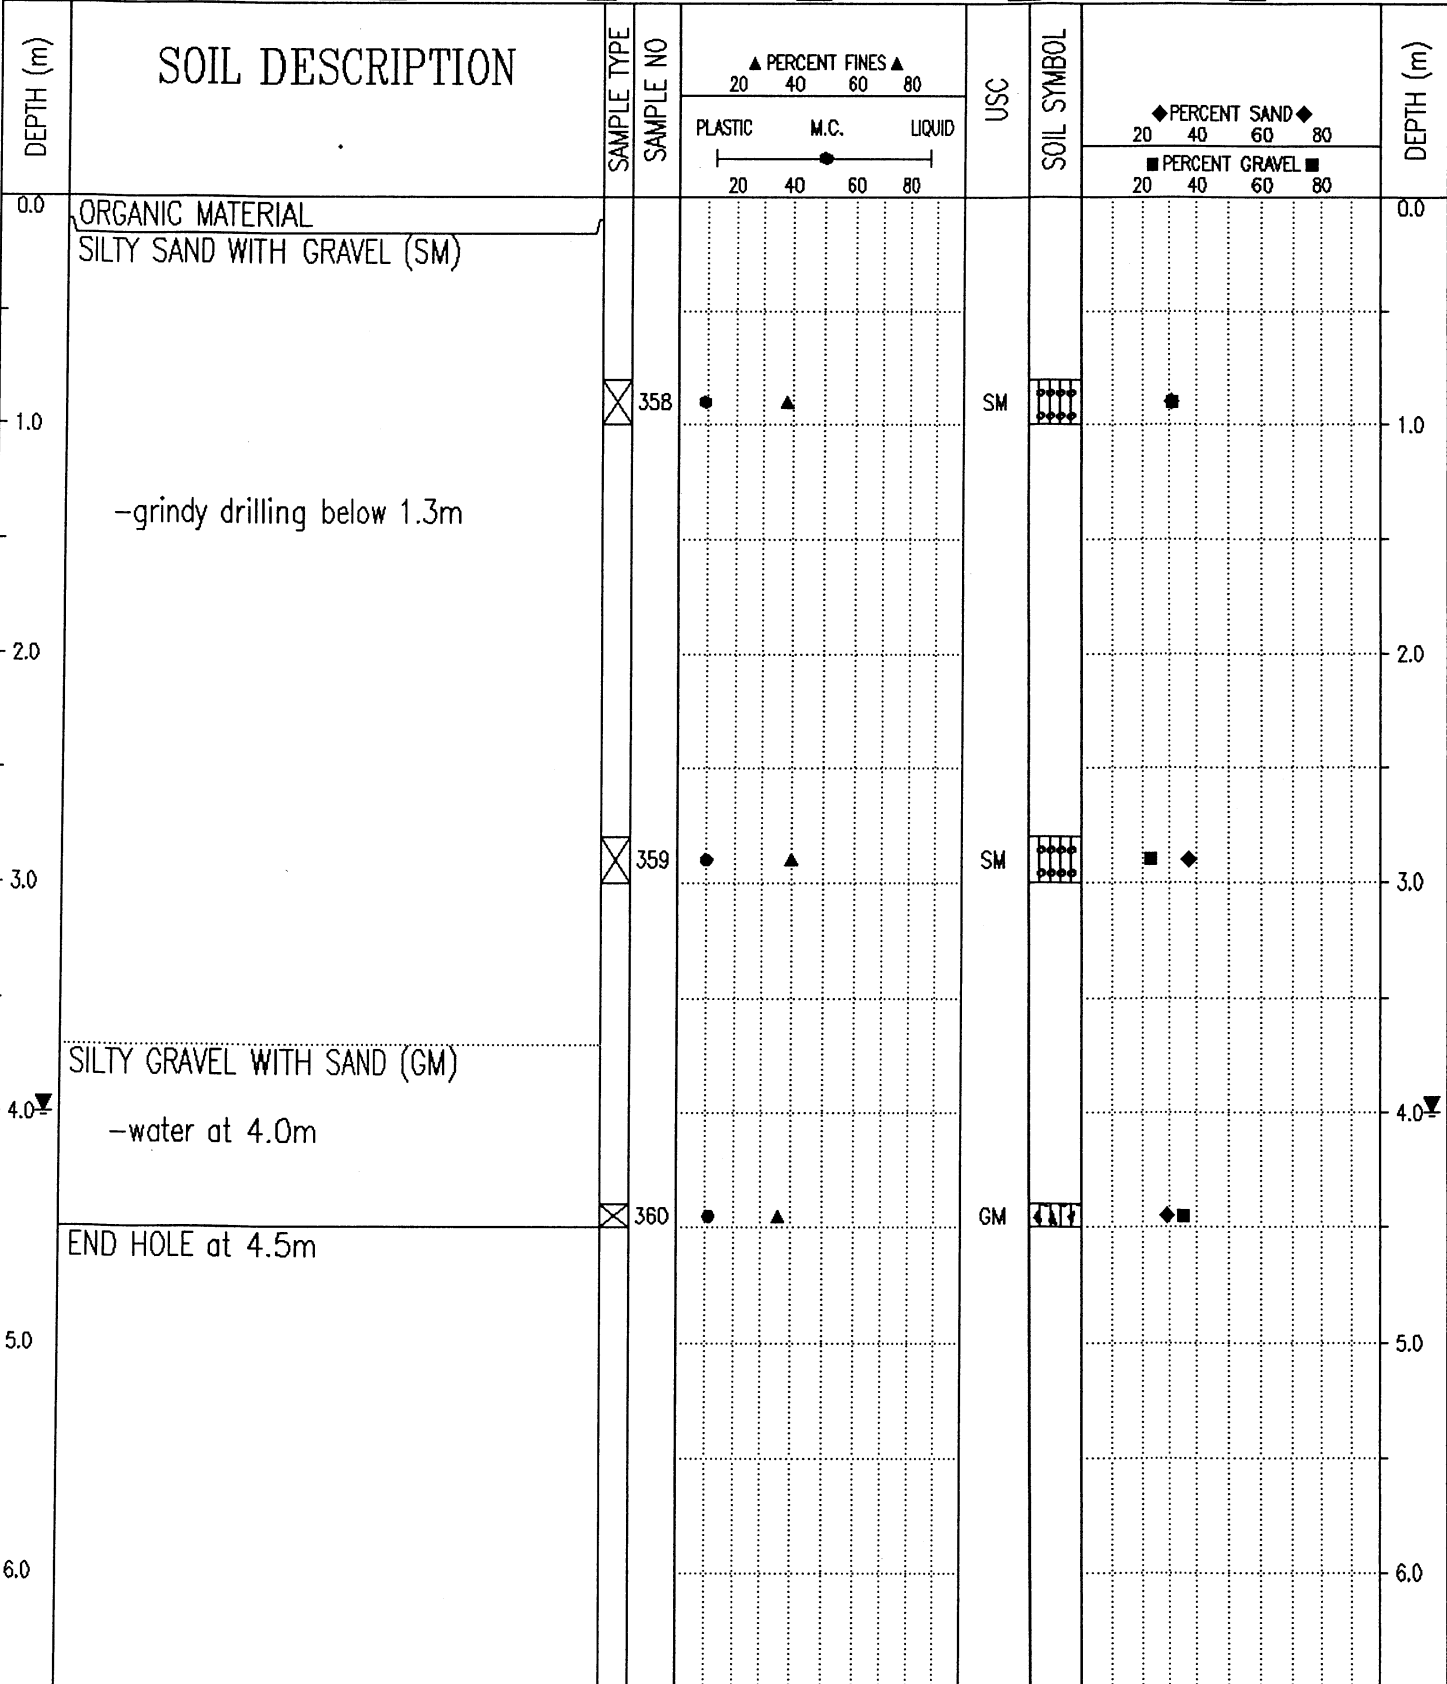 DEPTH (m)
SOIL DESCRIPTION
SAMPLE TYPE
SAMPLE NO
▲ PERCENT FINES ▲
20 40 60 80
PLASTIC M.C. LIQUID
20 40 60 80
USC
SOIL SYMBOL
◆PERCENT SAND◆
20 40 60 80
■PERCENT GRAVEL■
20 40 60 80
DEPTH (m)
0.0 ORGANIC MATERIAL 0.0
SILTY SAND WITH GRAVEL (SM)
358 SM
1.0 1.0
-grindy drilling below 1.3m
2.0 2.0
359 SM
3.0 3.0
SILTY GRAVEL WITH SAND (GM)
4.0 4.0
-water at 4.0m
360 GM
END HOLE at 4.5m
5.0 5.0
6.0 6.0